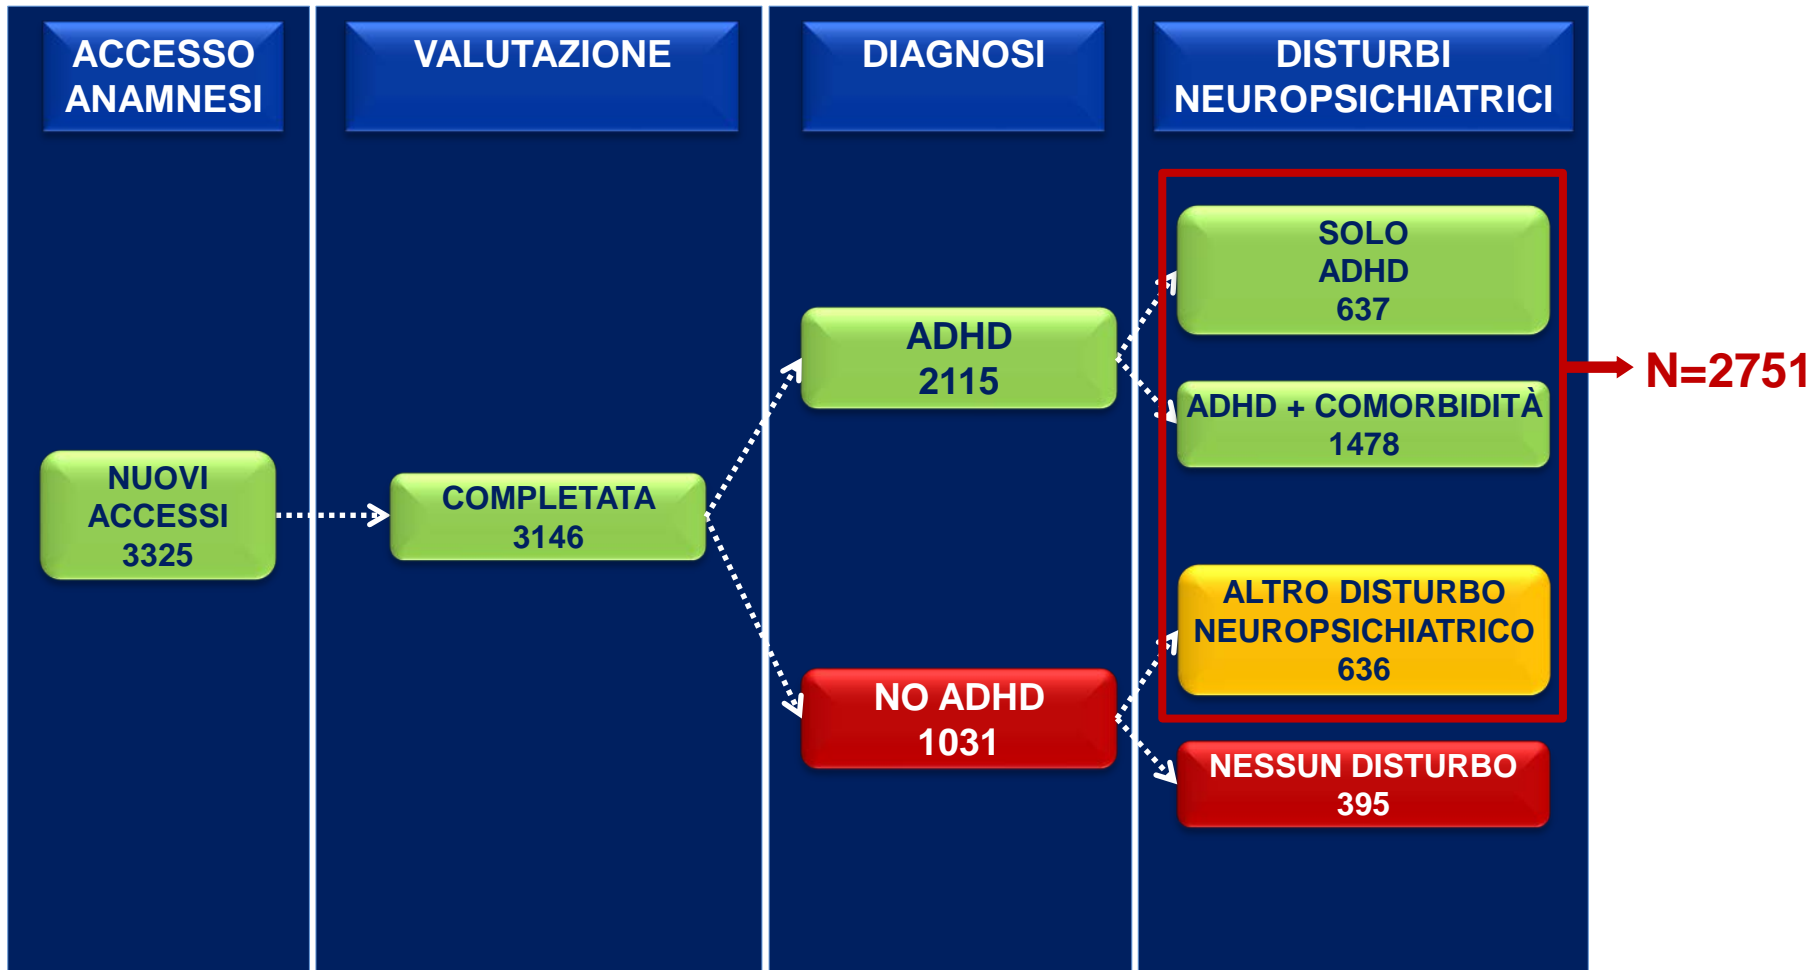 ACCESSO
ANAMNESI
VALUTAZIONE
DIAGNOSI
DISTURBI
NEUROPSICHIATRICI
NUOVI
ACCESSI
3325
COMPLETATA
3146
ADHD
2115
NO ADHD
1031
SOLO
ADHD
637
ADHD + COMORBIDITÀ
1478
ALTRO DISTURBO
NEUROPSICHIATRICO
636
NESSUN DISTURBO
395
N=2751